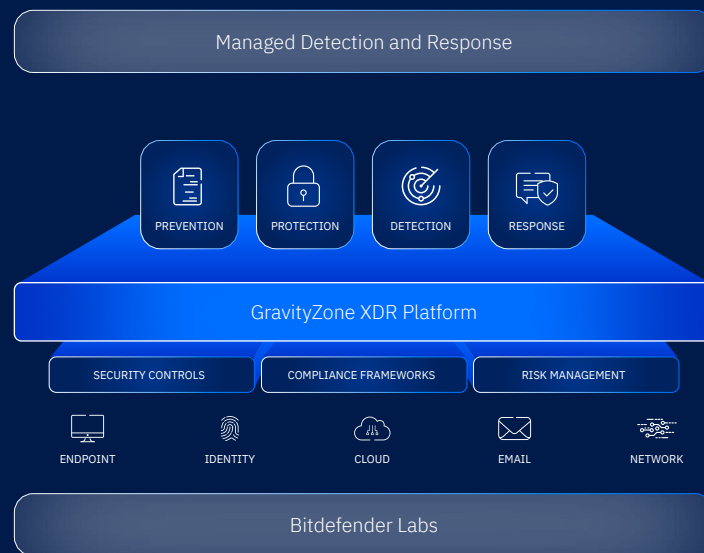 Managed Detection and Response
PREVENTION
PROTECTION
DETECTION
RESPONSE
GravityZone XDR Platform
SECURITY CONTROLS
COMPLIANCE FRAMEWORKS
RISK MANAGEMENT
ENDPOINT
IDENTITY
CLOUD
EMAIL
NETWORK
Bitdefender Labs